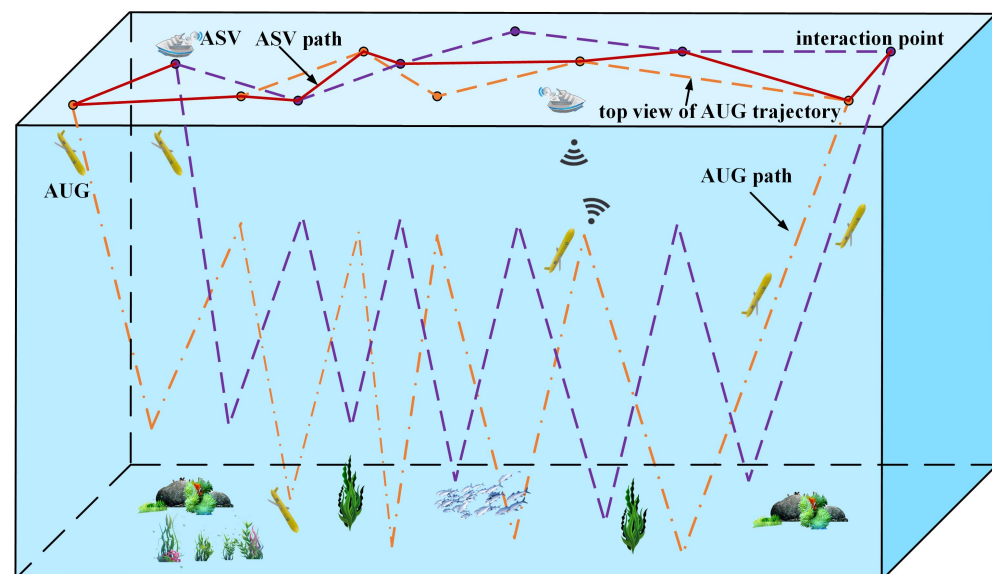 ASV
ASV path
interaction point
top view of AUG trajectory
AUG
AUG path